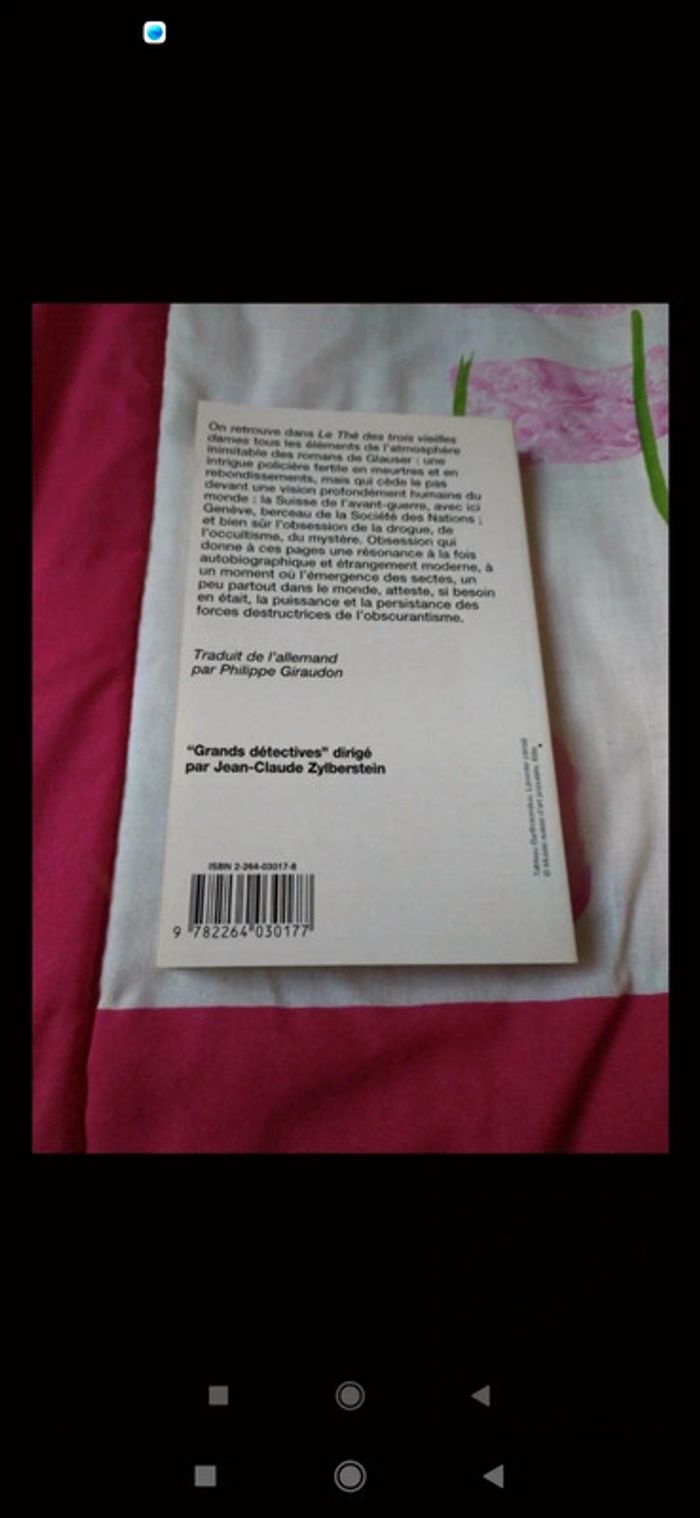 On retrouve dans Le Thé des trois vieilles
dames tous les éléments de l'atmosphère
inimitable des romans de Glauser : une
intrigue policière fertile en meurtres et en
rebondissements, mais qui cède le pas
devant une vision profondément humaine du
monde : la Suisse de l'avant-guerre, avec ici
Genève, berceau de la Société des Nations ;
et bien sûr l'obsession de la drogue, de
l'occultisme, du mystère. Obsession qui
donne à ces pages une résonance à la fois
autobiographique et étrangement moderne, à
un moment où l'émergence des sectes, un
peu partout dans le monde, atteste, si besoin
en était, la puissance et la persistance des
forces destructrices de l'obscurantisme.
Traduit de l'allemand
par Philippe Giraudon
"Grands détectives" dirigé
par Jean-Claude Zylberstein
ISBN 2-264-03017-8
9 782264 030177